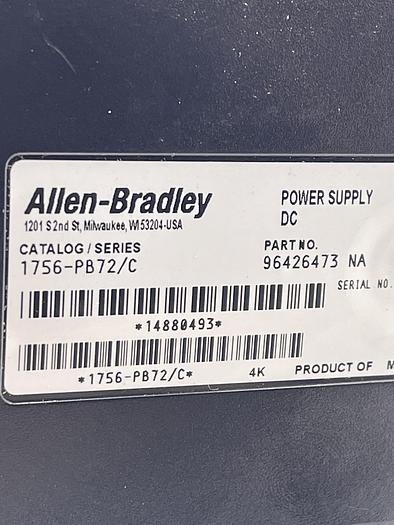 Allen-Bradley
1201 S 2nd St, Milwaukee, WI 53204-USA
POWER SUPPLY
DC
CATALOG / SERIES
1756-PB72/C
PART NO.
96426473 NA
SERIAL NO.
*14880493*
*1756-PB72/C*
4K
PRODUCT OF M